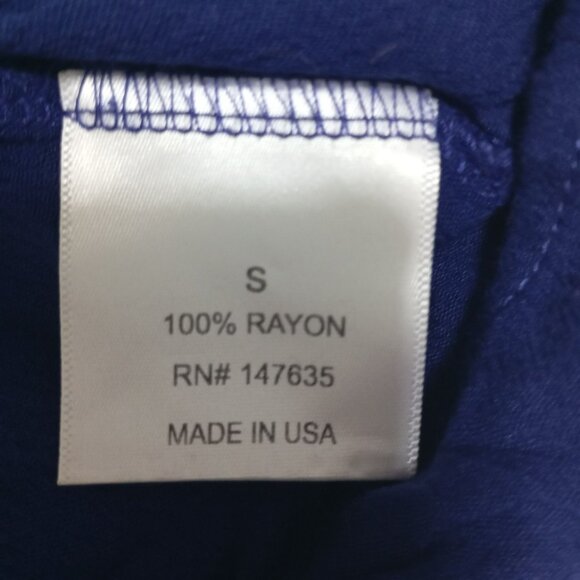 S
100% RAYON
RN# 147635
MADE IN USA